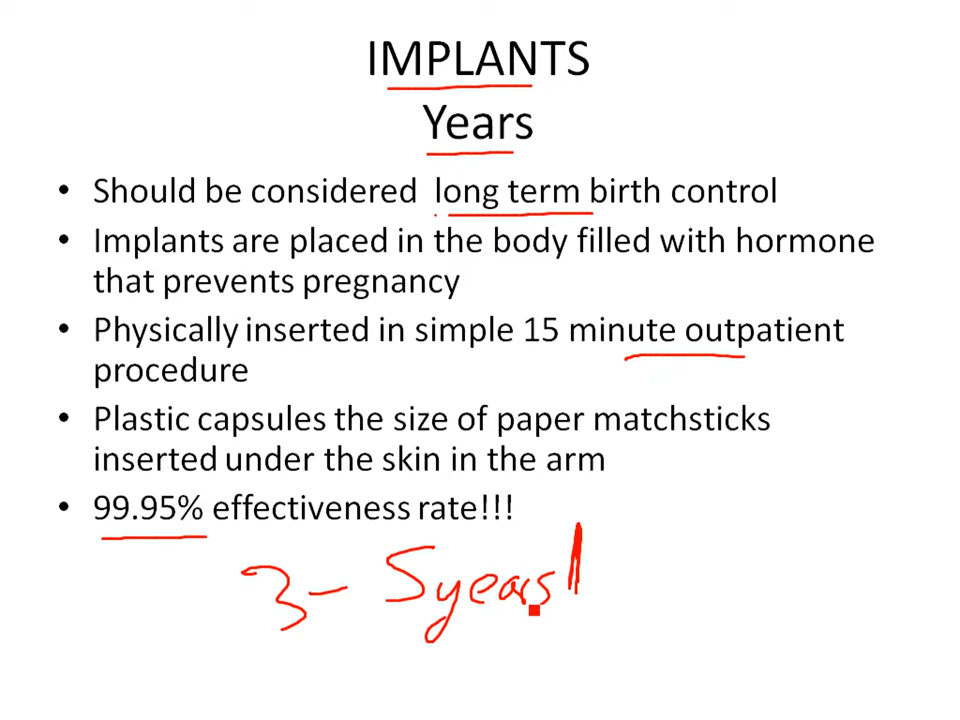 IMPLANTS
Years
• Should be considered long term birth control
• Implants are placed in the body filled with hormone
that prevents pregnancy
• Physically inserted in simple 15 minute outpatient
procedure
• Plastic capsules the size of paper matchsticks
inserted under the skin in the arm
• 99.95% effectiveness rate!!!
3 - 5 years!